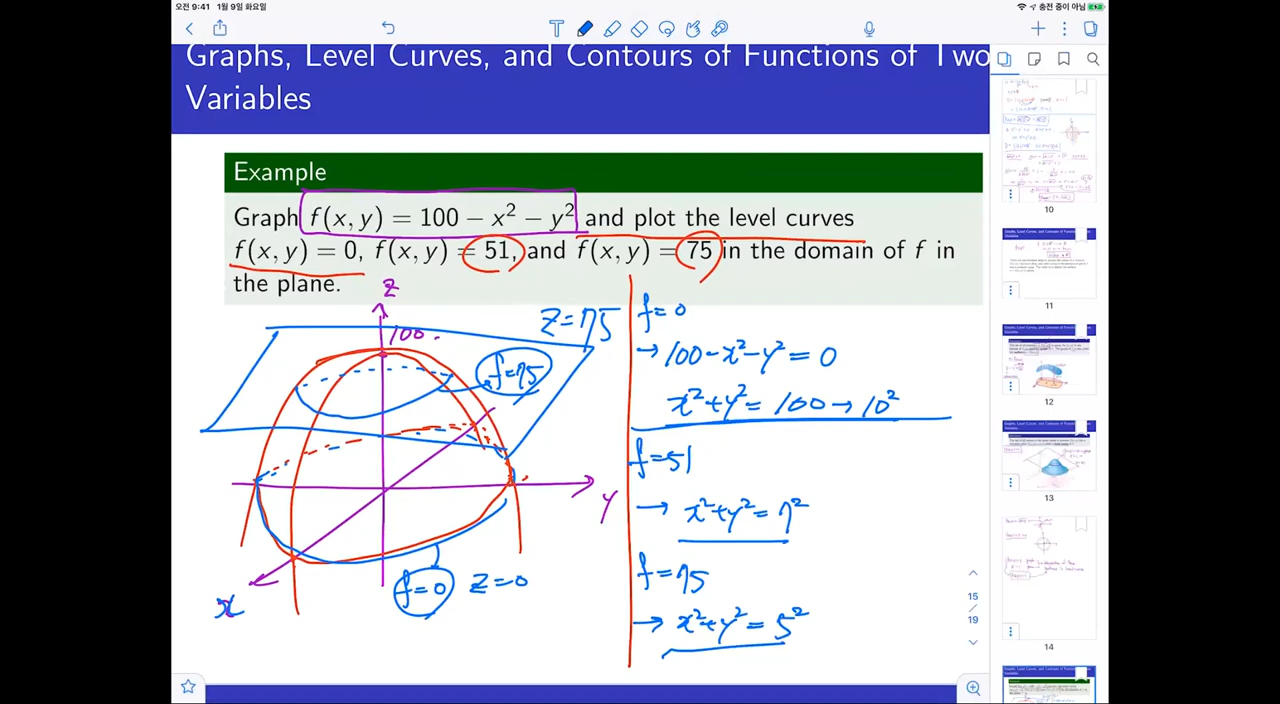 오전 9:41 1월 9일 화요일
충전 중이 아님
Graphs, Level Curves, and Contours of Functions of Two
Variables
Example
Graph f(x, y) = 100 − x² − y² and plot the level curves
f(x, y) = 0, f(x, y) = 51, and f(x, y) = 75 in the domain of f in
the plane.
z
100
z=75
f=75
y
x
f=0 z=0
f=0
→ 100-x²-y² = 0
x²+y² = 100 → 10²
f=51
→ x²+y² = 7²
f=75
→ x²+y² = 5²
10
11
12
13
14
15
/
19